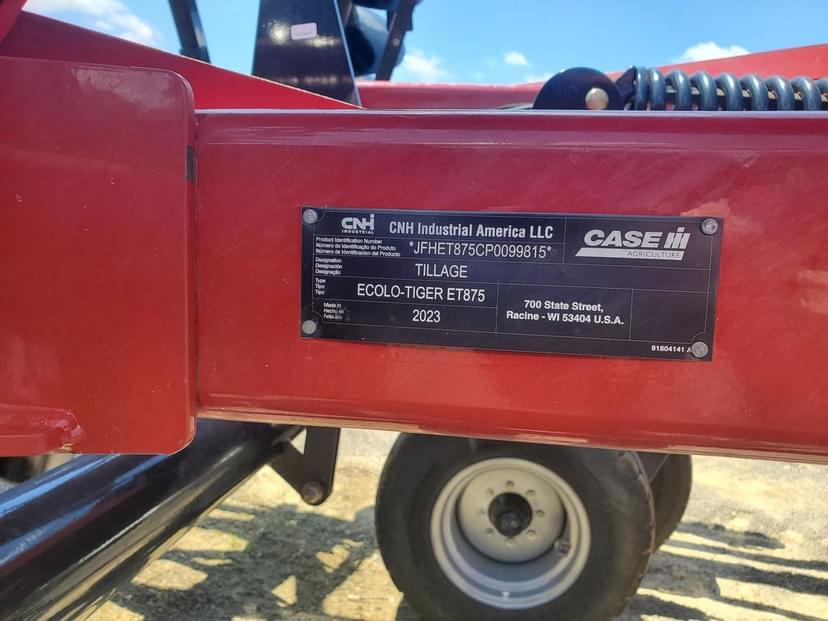 CNH
INDUSTRIAL
CNH Industrial America LLC
Product Identification Number
Número de Identificação do Produto
Número de Identificacion del Producto
*JFHET875CP0099815*
CASE IH
AGRICULTURE
Designation
Designación
Designação
TILLAGE
Type
Tipo
Tipo
ECOLO-TIGER ET875
Made in
Hecho en
Feito em
2023
700 State Street,
Racine - WI 53404 U.S.A.
91804141 A